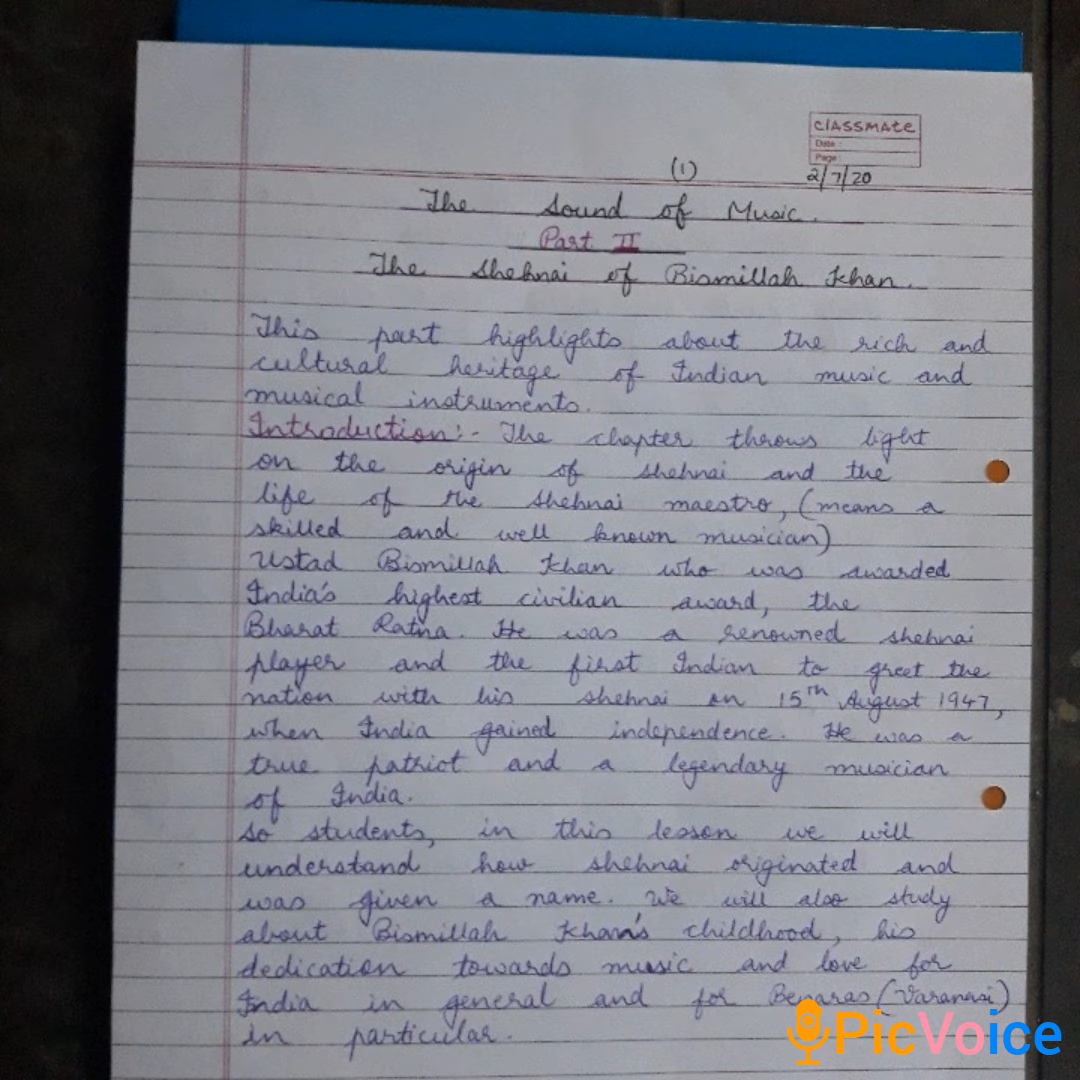 classmate
Date :
Page :
(1)
2/7/20
The Sound of Music.
Part II
The Shehnai of Bismillah Khan.
This part highlights about the rich and
cultural heritage of Indian music and
musical instruments.
Introduction:- The chapter throws light
on the origin of shehnai and the
life of the shehnai maestro, (means a
skilled and well known musician)
Ustad Bismillah Khan who was awarded
India's highest civilian award, the
Bharat Ratna. He was a renowned shehnai
player and the first Indian to greet the
nation with his shehnai on 15th August 1947,
when India gained independence. He was a
true patriot and a legendary musician
of India.
So students, in this lesson we will
understand how shehnai originated and
was given a name. We will also study
about Bismillah Khan's childhood, his
dedication towards music and love for
India in general and for Benaras (Varanasi)
in particular.
PicVoice